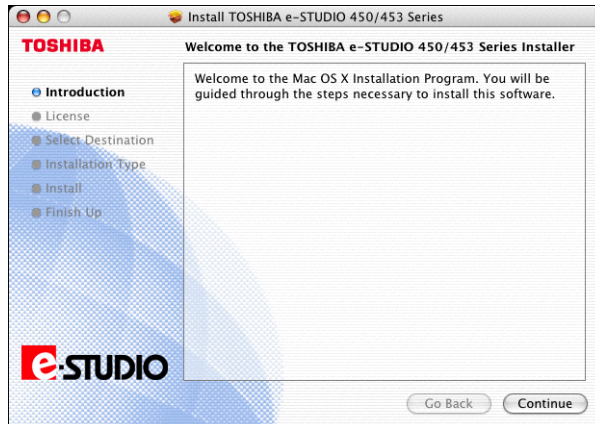 Install TOSHIBA e-STUDIO 450/453 Series
TOSHIBA
Welcome to the TOSHIBA e-STUDIO 450/453 Series Installer
Introduction
License
Select Destination
Installation Type
Install
Finish Up
Welcome to the Mac OS X Installation Program. You will be
guided through the steps necessary to install this software.
e-STUDIO
Go Back
Continue